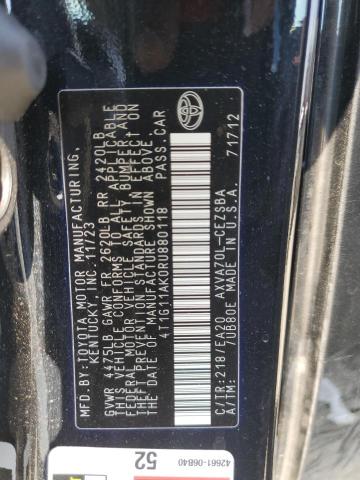 MFD.BY:TOYOTA MOTOR MANUFACTURING,
KENTUCKY, INC. 11/23
GVWR 4475LB GAWR FR 2620LB RR 2420LB
THIS VEHICLE CONFORMS TO ALL APPLICABLE
FEDERAL MOTOR VEHICLE SAFETY, BUMPER, AND
THEFT PREVENTION STANDARDS IN EFFECT ON
THE DATE OF MANUFACTURE SHOWN ABOVE.
4T1G11AK0RU880118 PASS.CAR
C/TR:218/EA20 AXVA70L-CEZSBA
A/TM: /UB80E MADE IN U.S.A. 71712
52
42661-06840